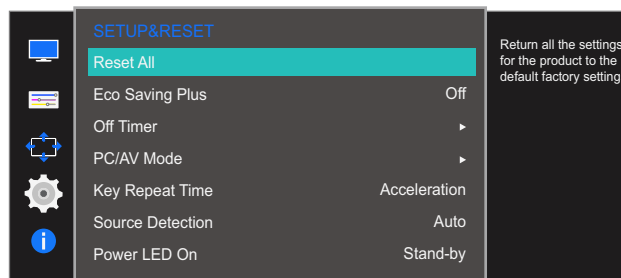 SETUP&RESET
Reset All
Eco Saving Plus Off
Off Timer ▸
PC/AV Mode ▸
Key Repeat Time Acceleration
Source Detection Auto
Power LED On Stand-by
Return all the settings
for the product to the
default factory setting